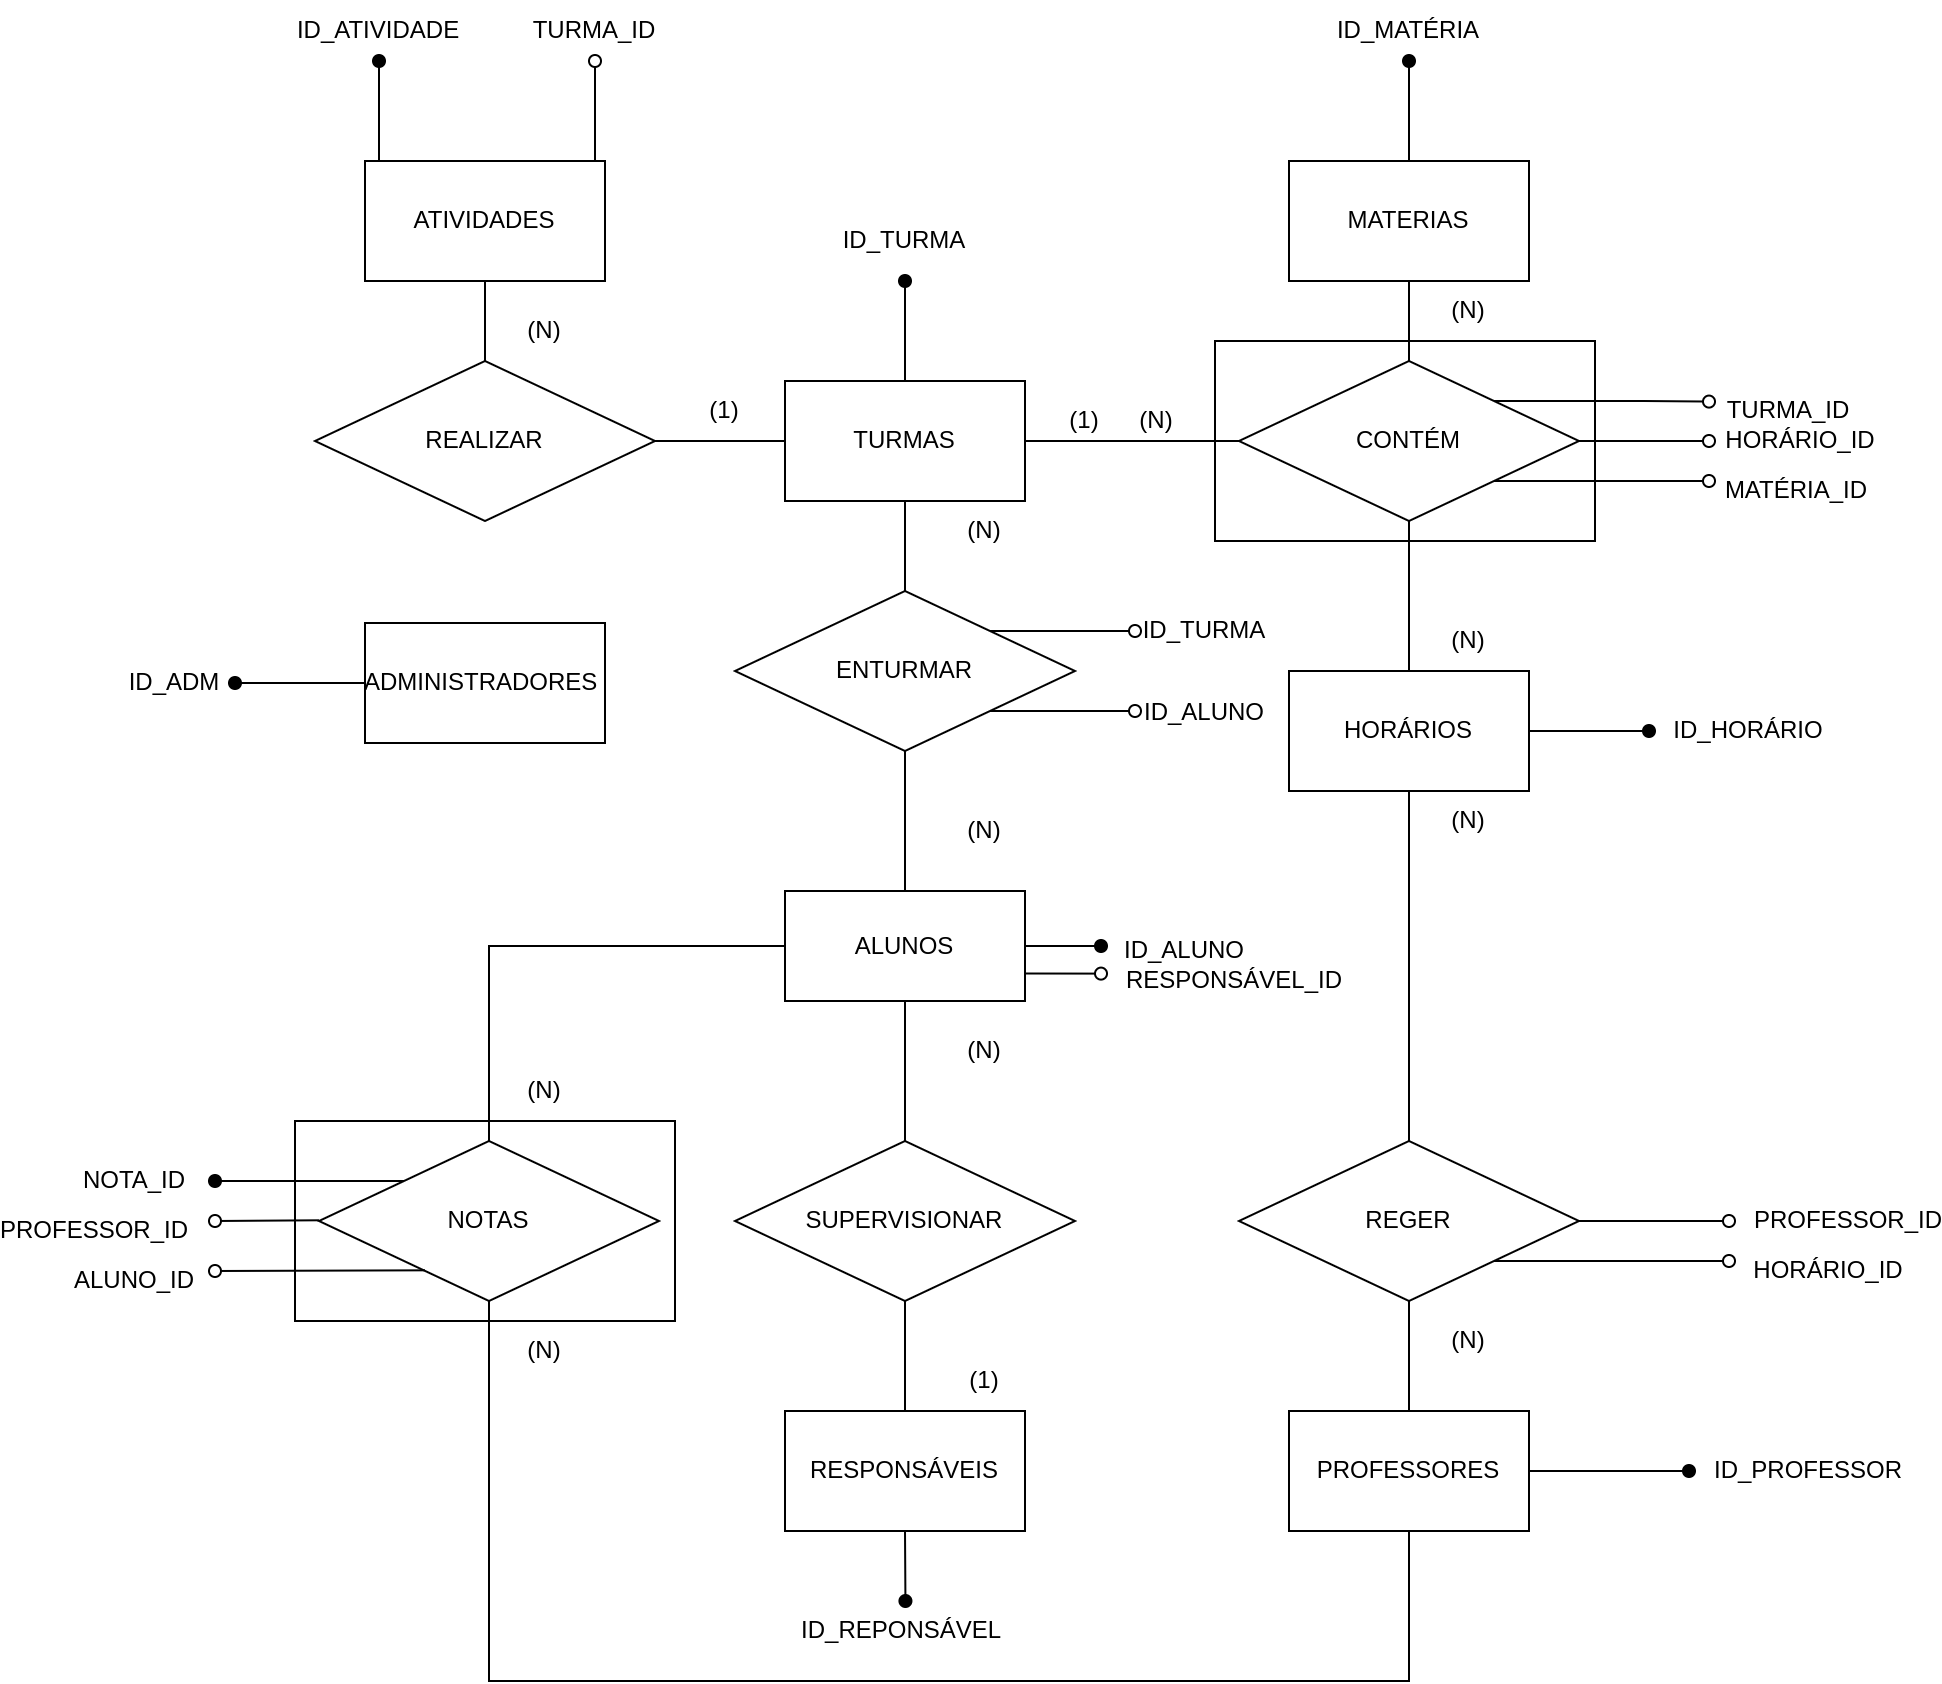 ID_ATIVIDADE
TURMA_ID
ID_MATÉRIA
ATIVIDADES
MATERIAS
ID_TURMA
(N)
(N)
REALIZAR
(1)
TURMAS
(1)
(N)
CONTÉM
TURMA_ID
HORÁRIO_ID
MATÉRIA_ID
(N)
ID_TURMA
(N)
ID_ADM
ADMINISTRADORES
ENTURMAR
ID_ALUNO
HORÁRIOS
ID_HORÁRIO
(N)
(N)
ALUNOS
ID_ALUNO
RESPONSÁVEL_ID
(N)
(N)
NOTA_ID
PROFESSOR_ID
ALUNO_ID
NOTAS
SUPERVISIONAR
REGER
PROFESSOR_ID
HORÁRIO_ID
(N)
(1)
(N)
RESPONSÁVEIS
PROFESSORES
ID_PROFESSOR
ID_REPONSÁVEL